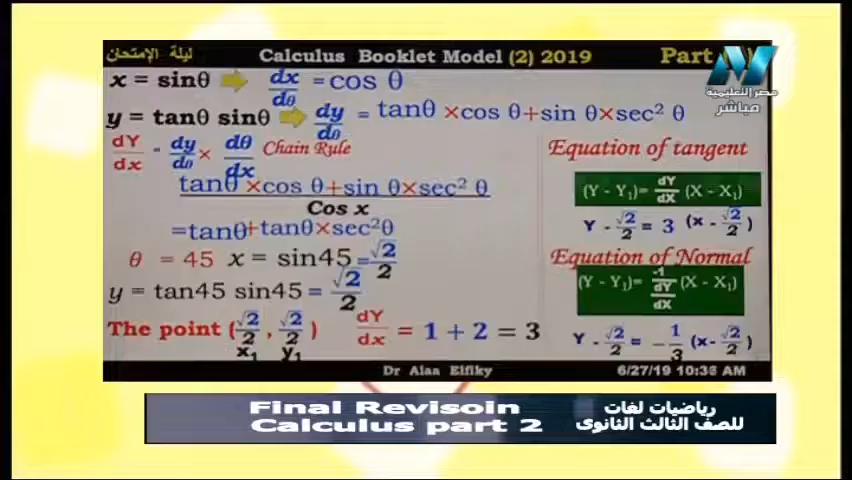 ليلة الإمتحان Calculus Booklet Model (2) 2019 Part
مصر التعليمية
مباشر
x = sinθ dx/dθ = cos θ
y = tanθ sinθ dy/dθ = tanθ ×cos θ+sin θ×sec² θ
dY/dx = dy/dθ × dθ/dx Chain Rule
tanθ ×cos θ+sin θ×sec² θ
Cos x
=tanθ+tanθ×sec²θ
θ = 45 x = sin45 = √2/2
y = tan45 sin45 = √2/2
The point (√2/2 , √2/2) dY/dx = 1 + 2 = 3
x₁ y₁
Equation of tangent
(Y - Y₁)= dY/dX (X - X₁)
Y - √2/2 = 3 (x - √2/2)
Equation of Normal
(Y - Y₁)= -1/(dY/dX) (X - X₁)
Y - √2/2 = - 1/3 (x- √2/2)
Dr Alaa Elfiky 6/27/19 10:36 AM
Final Revisoin
Calculus part 2
رياضيات لغات
للصف الثالث الثانوى